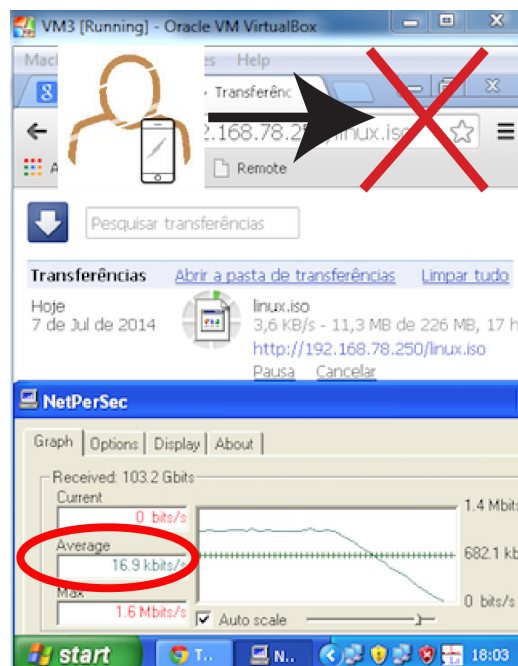 VM3 [Running] - Oracle VM VirtualBox
Help
Transferênc
.168.78.2
linux.iso
Remote
Pesquisar transferências
Transferências Abrir a pasta de transferências Limpar tudo
Hoje
7 de Jul de 2014
linux.iso
3,6 KB/s - 11,3 MB de 226 MB, 17 h
http://192.168.78.250/linux.iso
Pausa Cancelar
NetPerSec
Graph Options Display About
Received: 103.2 Gbits
Current
0 bits/s
Average
16.9 kbits/s
Max
1.6 Mbits/s
1.4 Mbits
682.1 kb
0 bits/s
Auto scale
start T.. N.. 18:03